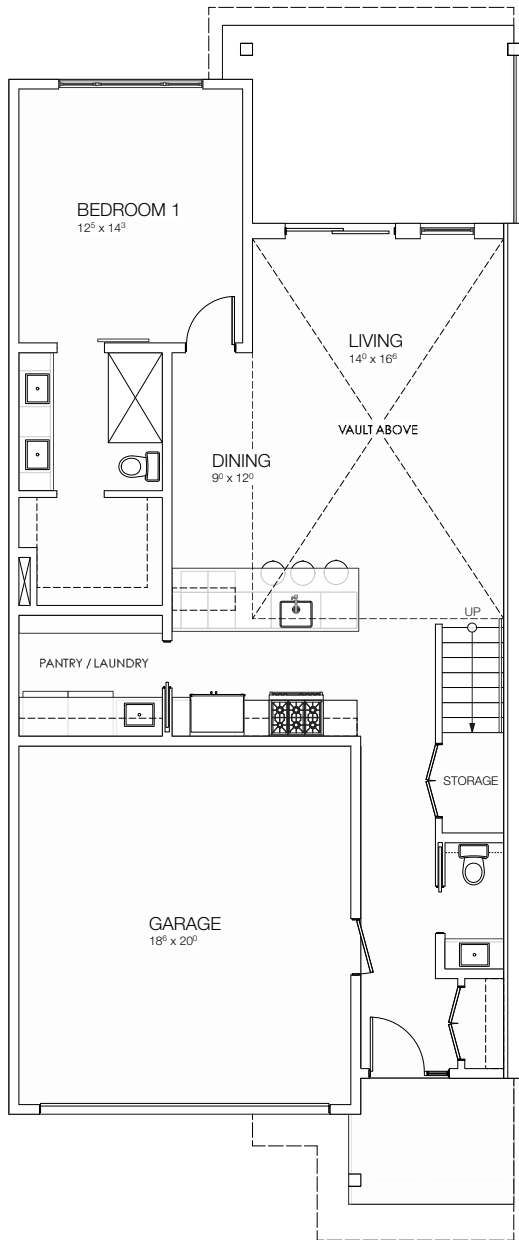 BEDROOM 1
12⁵ x 14³
LIVING
14⁰ x 16⁶
VAULT ABOVE
DINING
9⁰ x 12⁰
UP
PANTRY / LAUNDRY
STORAGE
GARAGE
18⁶ x 20⁰